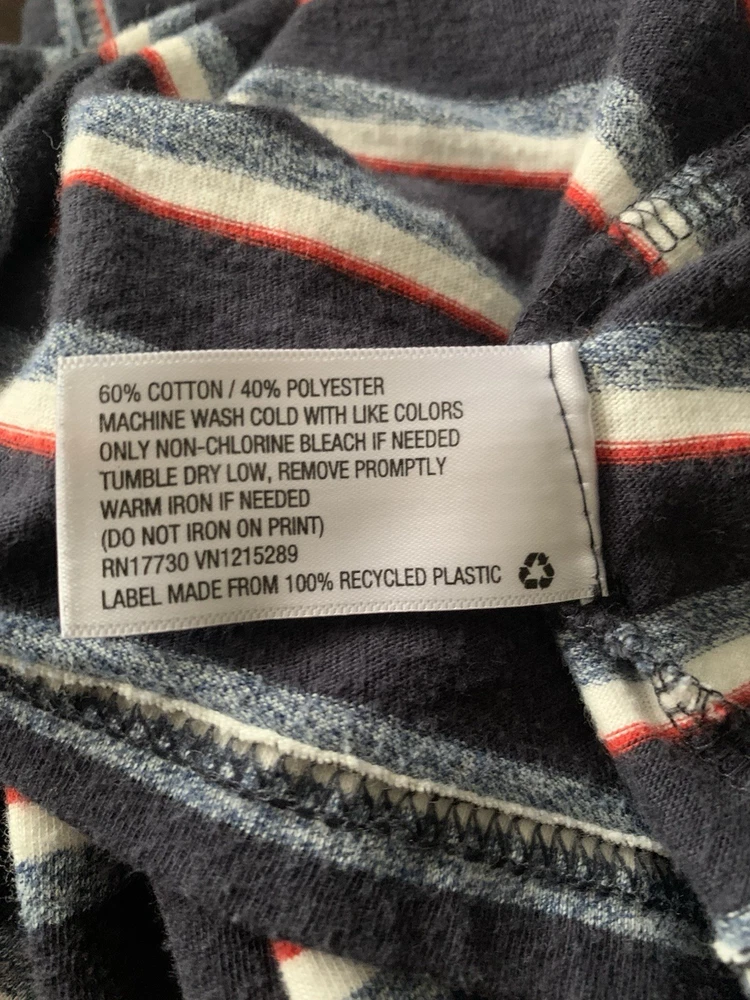 60% COTTON / 40% POLYESTER
MACHINE WASH COLD WITH LIKE COLORS
ONLY NON-CHLORINE BLEACH IF NEEDED
TUMBLE DRY LOW, REMOVE PROMPTLY
WARM IRON IF NEEDED
(DO NOT IRON ON PRINT)
RN17730 VN1215289
LABEL MADE FROM 100% RECYCLED PLASTIC